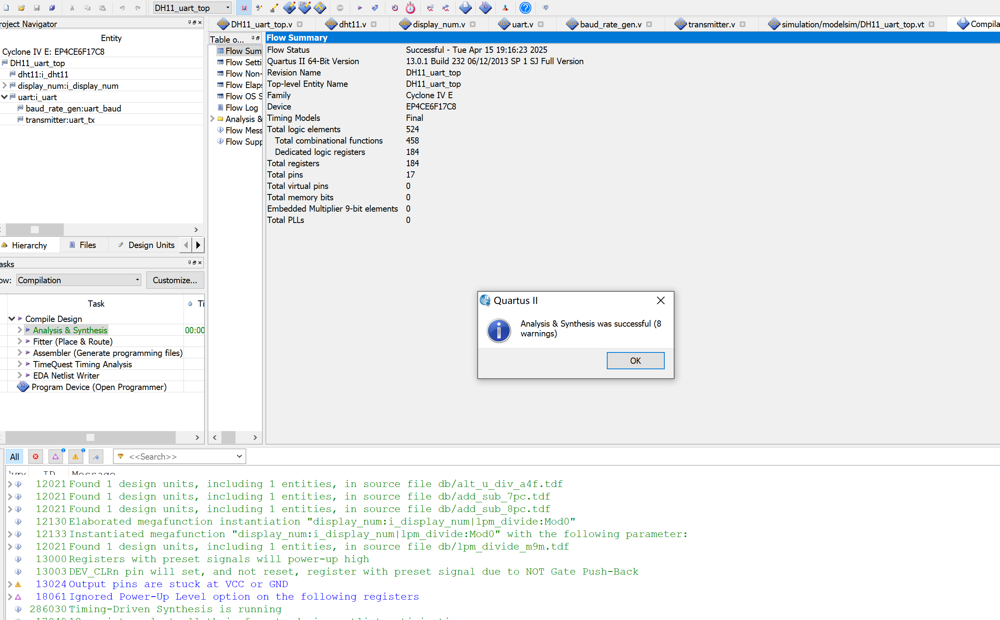 DH11_uart_top
roject Navigator
Entity
Cyclone IV E: EP4CE6F17C8
DH11_uart_top
dht11:i_dht11
display_num:i_display_num
uart:i_uart
baud_rate_gen:uart_baud
transmitter:uart_tx
Hierarchy
Files
Design Units
asks
ow:
Compilation
Customize...
Task
Ti
Compile Design
Analysis & Synthesis
00:00
Fitter (Place & Route)
Assembler (Generate programming files)
TimeQuest Timing Analysis
EDA Netlist Writer
Program Device (Open Programmer)
DH11_uart_top.v
dht11.v
display_num.v
uart.v
baud_rate_gen.v
transmitter.v
simulation/modelsim/DH11_uart_top.vt
Compila
Table o...
Flow Sum
Flow Setti
Flow Non-
Flow Elaps
Flow OS S
Flow Log
Analysis &
Flow Mess
Flow Supp
Flow Summary
Flow Status Successful - Tue Apr 15 19:16:23 2025
Quartus II 64-Bit Version 13.0.1 Build 232 06/12/2013 SP 1 SJ Full Version
Revision Name DH11_uart_top
Top-level Entity Name DH11_uart_top
Family Cyclone IV E
Device EP4CE6F17C8
Timing Models Final
Total logic elements 524
Total combinational functions 458
Dedicated logic registers 184
Total registers 184
Total pins 17
Total virtual pins 0
Total memory bits 0
Embedded Multiplier 9-bit elements 0
Total PLLs 0
Quartus II
Analysis & Synthesis was successful (8
warnings)
OK
All
1
5
<<Search>>
ID Message
12021 Found 1 design units, including 1 entities, in source file db/alt_u_div_a4f.tdf
12021 Found 1 design units, including 1 entities, in source file db/add_sub_7pc.tdf
12021 Found 1 design units, including 1 entities, in source file db/add_sub_8pc.tdf
12130 Elaborated megafunction instantiation "display_num:i_display_num|lpm_divide:Mod0"
12133 Instantiated megafunction "display_num:i_display_num|lpm_divide:Mod0" with the following parameter:
12021 Found 1 design units, including 1 entities, in source file db/lpm_divide_m9m.tdf
13000 Registers with preset signals will power-up high
13003 DEV_CLRn pin will set, and not reset, register with preset signal due to NOT Gate Push-Back
13024 Output pins are stuck at VCC or GND
18061 Ignored Power-Up Level option on the following registers
286030 Timing-Driven Synthesis is running